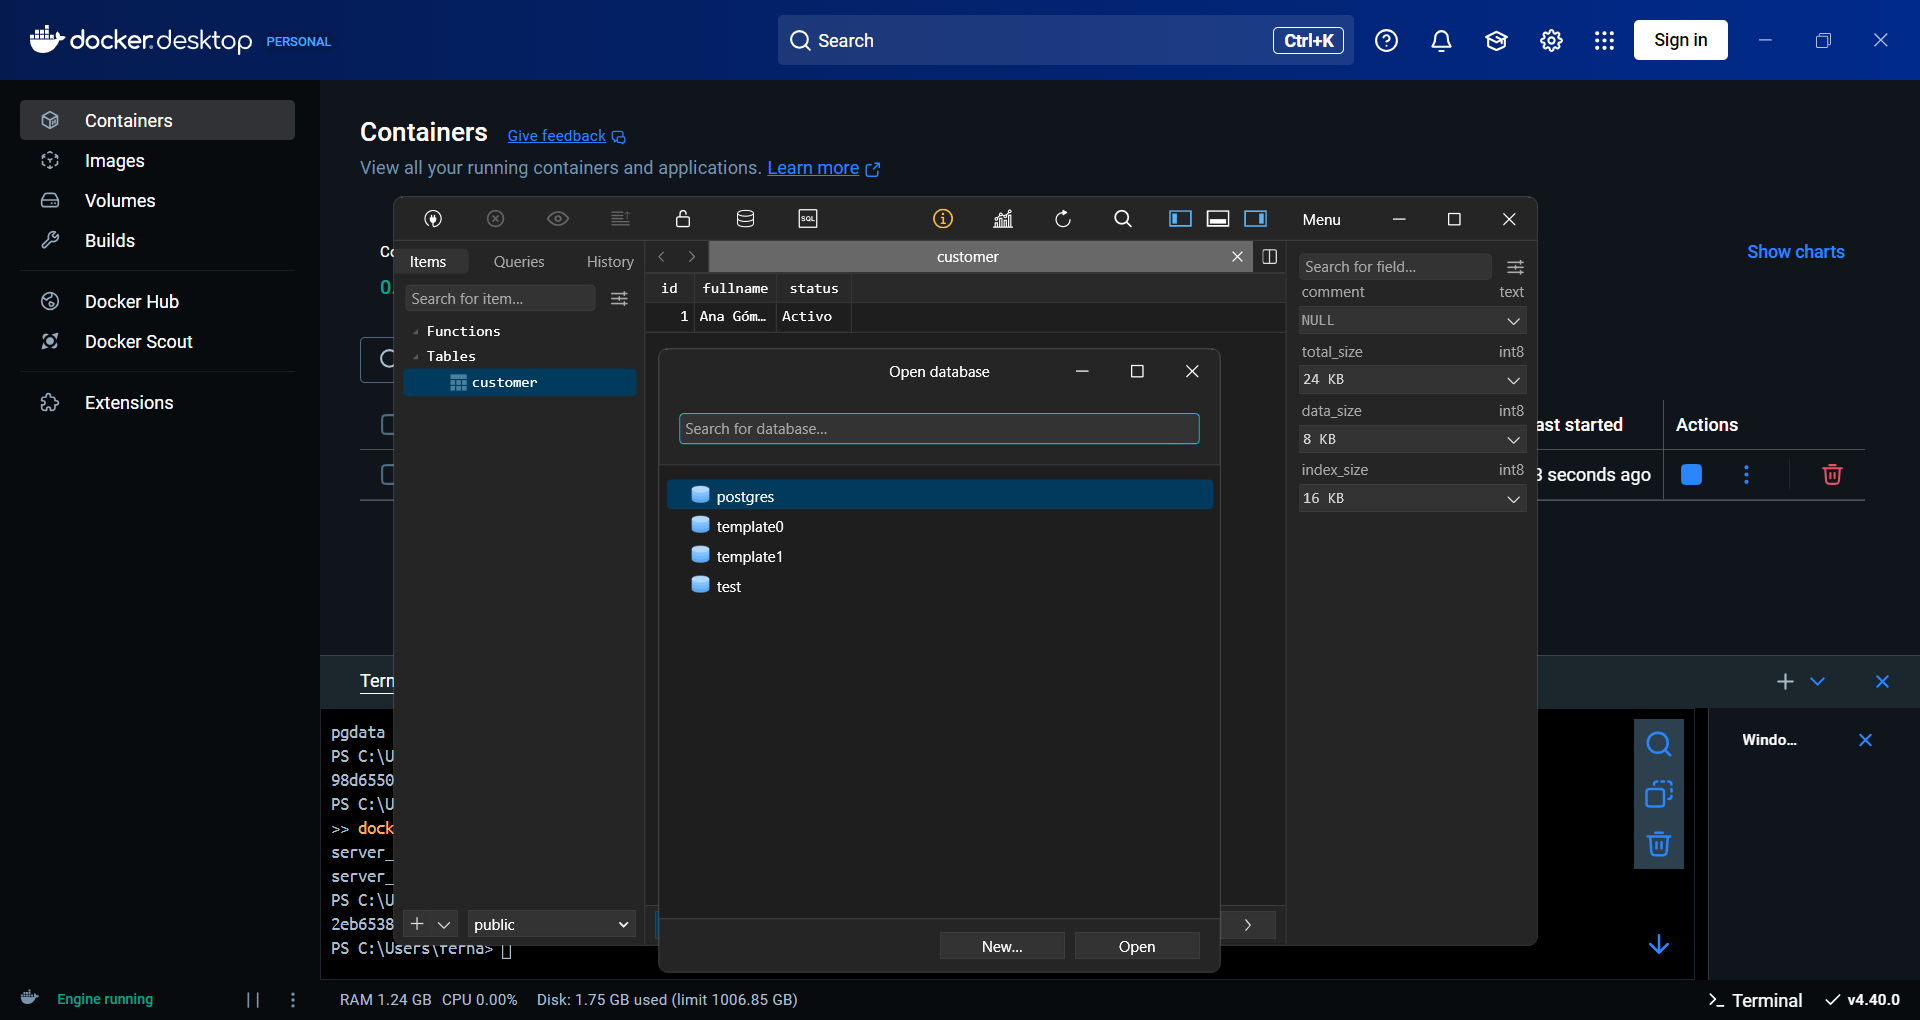 docker.desktop PERSONAL
Search
Ctrl+K
Sign in
Containers
Images
Volumes
Builds
Docker Hub
Docker Scout
Extensions
Containers Give feedback
View all your running containers and applications. Learn more
Show charts
SQL
Menu
Items Queries History
Search for item...
Functions
Tables
customer
public
customer
id fullname status
1 Ana Góm... Activo
Search for field...
comment text
NULL
total_size int8
24 KB
data_size int8
8 KB
index_size int8
16 KB
Open database
Search for database...
postgres
template0
template1
test
New... Open
ast started Actions
seconds ago
Windo...
pgdata
PS C:\U
98d6550
PS C:\U
>> dock
server_
server_
PS C:\U
2eb6538
PS C:\Users\ferna>
Engine running
RAM 1.24 GB CPU 0.00% Disk: 1.75 GB used (limit 1006.85 GB)
Terminal v4.40.0